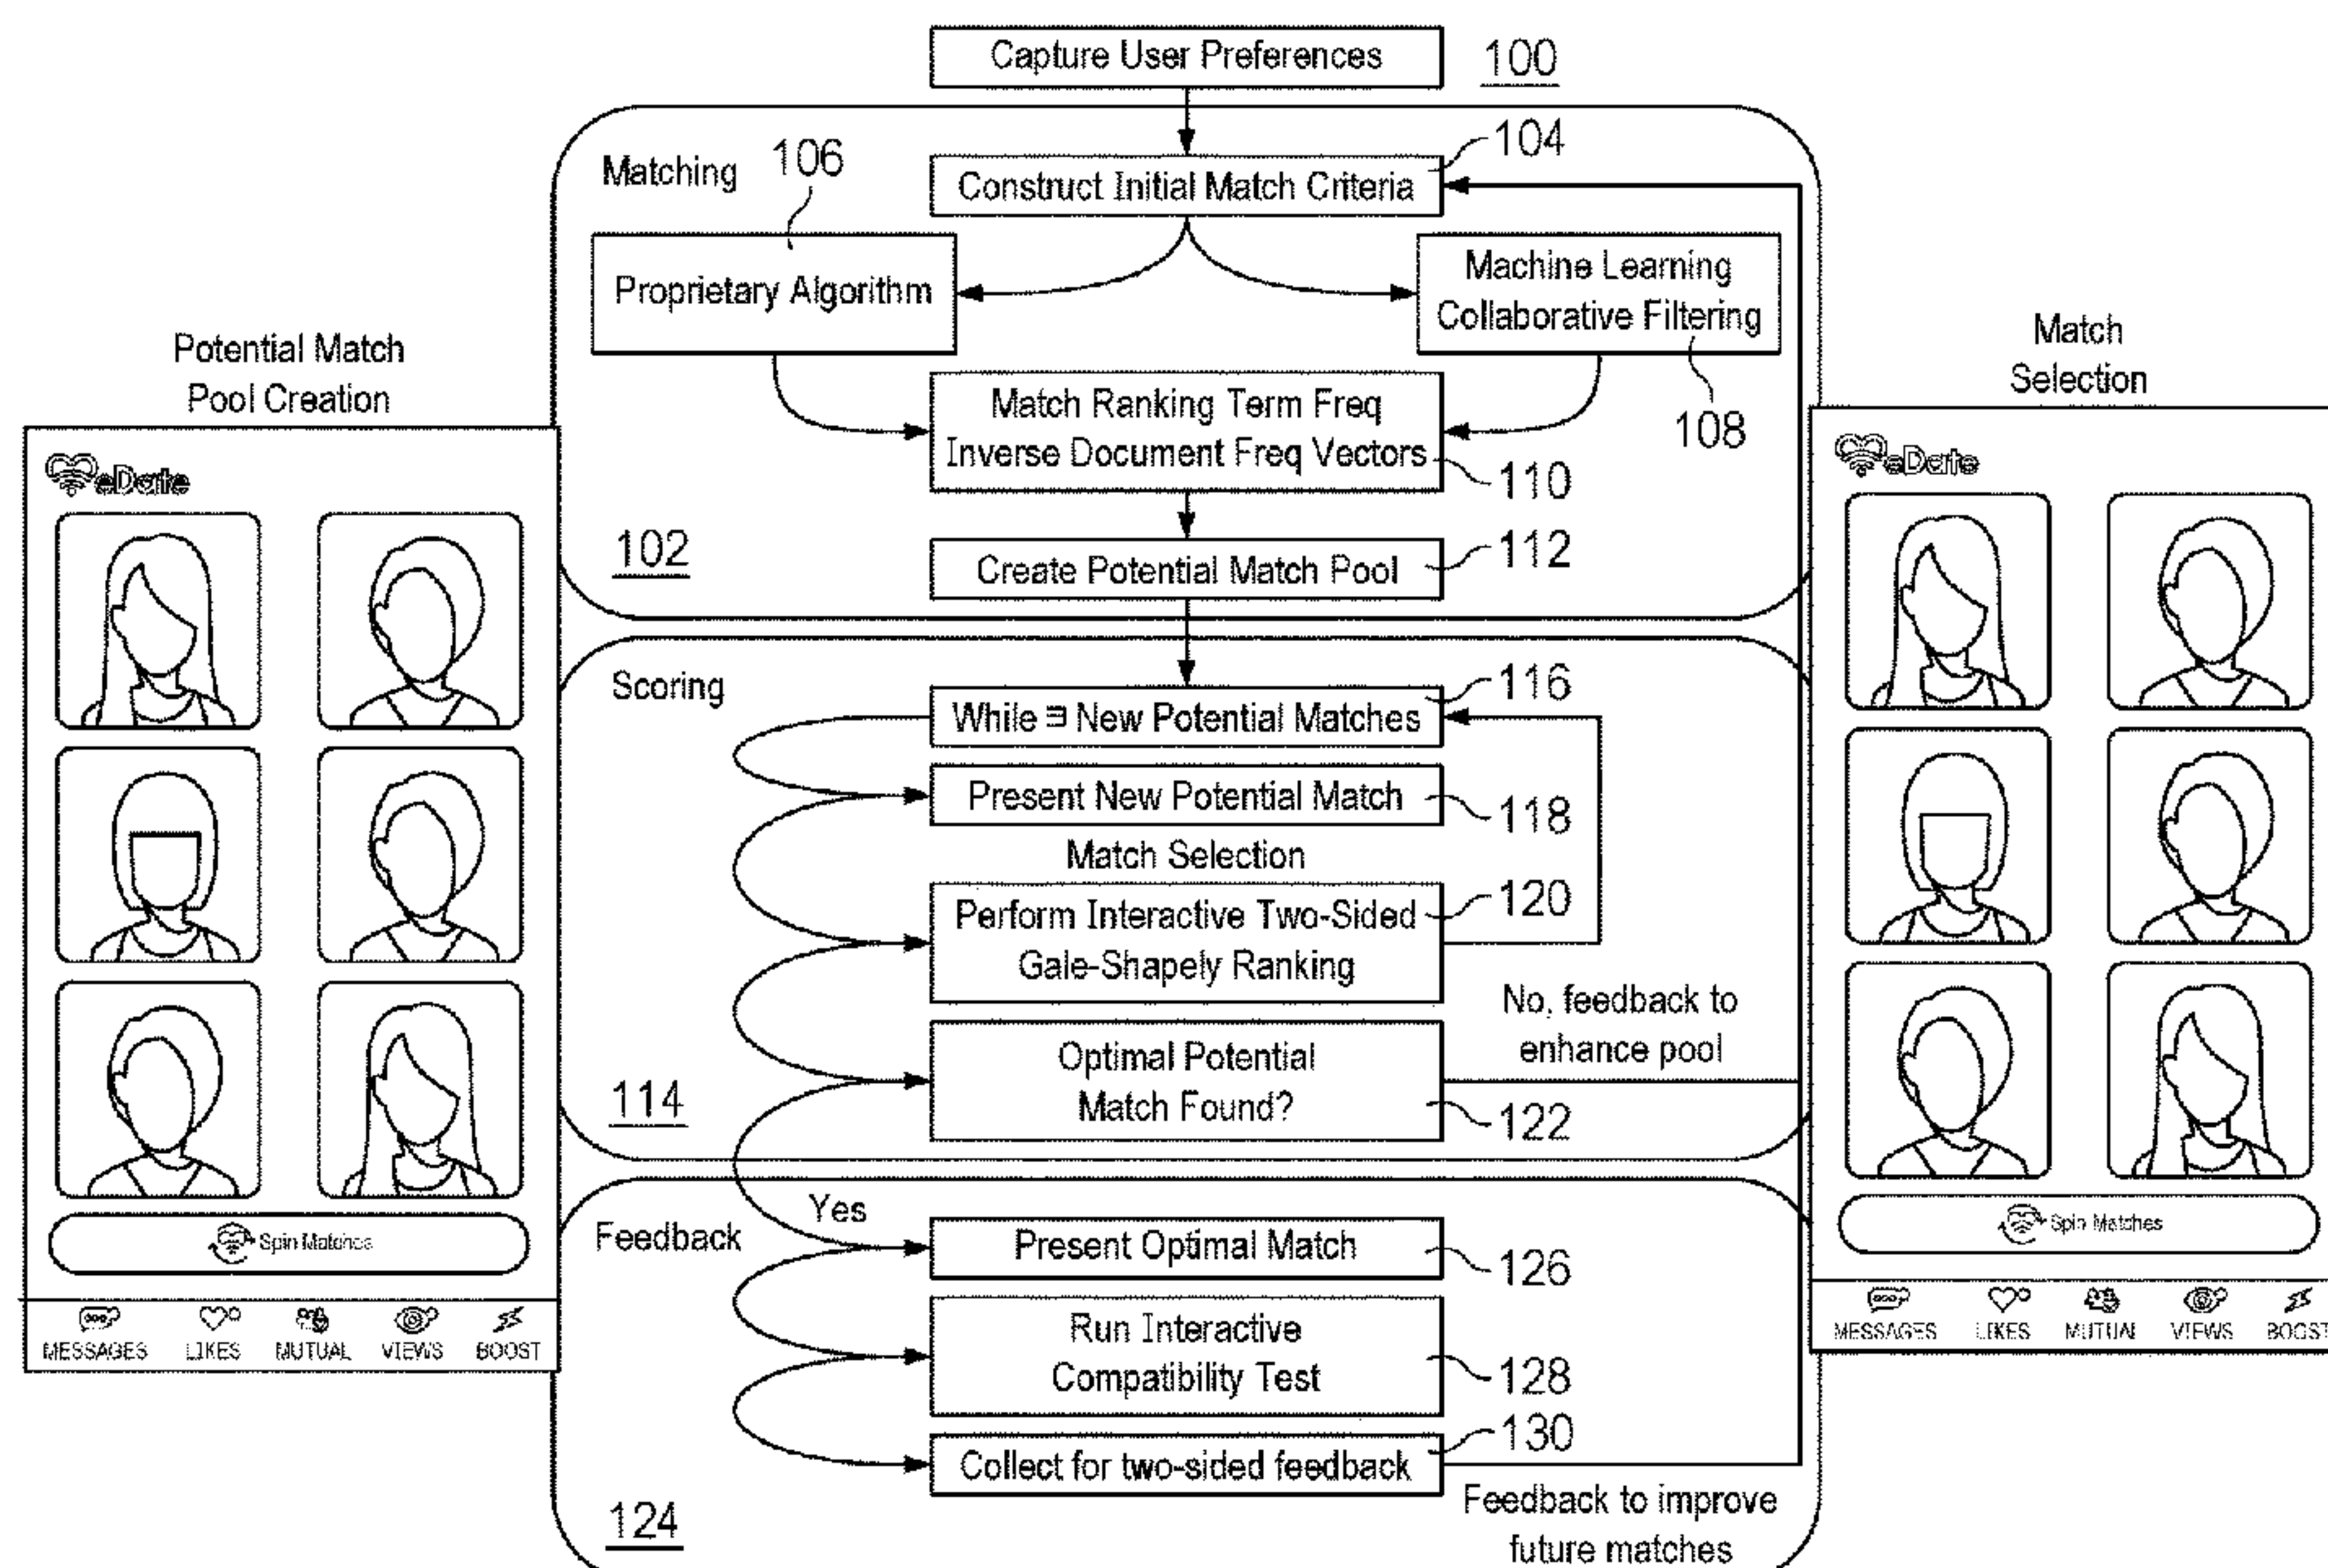 Capture User Preferences
100
Matching
106
104
Construct Initial Match Criteria
Proprietary Algorithm
Machine Learning
Collaborative Filtering
108
Match Ranking Term Freq
Inverse Document Freq Vectors
110
102
Create Potential Match Pool
112
Potential Match
Pool Creation
eDate
Spin Matches
MESSAGES LIKES MUTUAL VIEWS BOOST
Scoring
While ∃ New Potential Matches
116
Present New Potential Match
118
Match Selection
Perform Interactive Two-Sided
Gale-Shapely Ranking
120
Optimal Potential
Match Found?
122
No, feedback to
enhance pool
114
Feedback
Yes
Present Optimal Match
126
Run Interactive
Compatibility Test
128
Collect for two-sided feedback
130
124
Feedback to improve
future matches
Match
Selection
eDate
Spin Matches
MESSAGES LIKES MUTUAL VIEWS BOOST